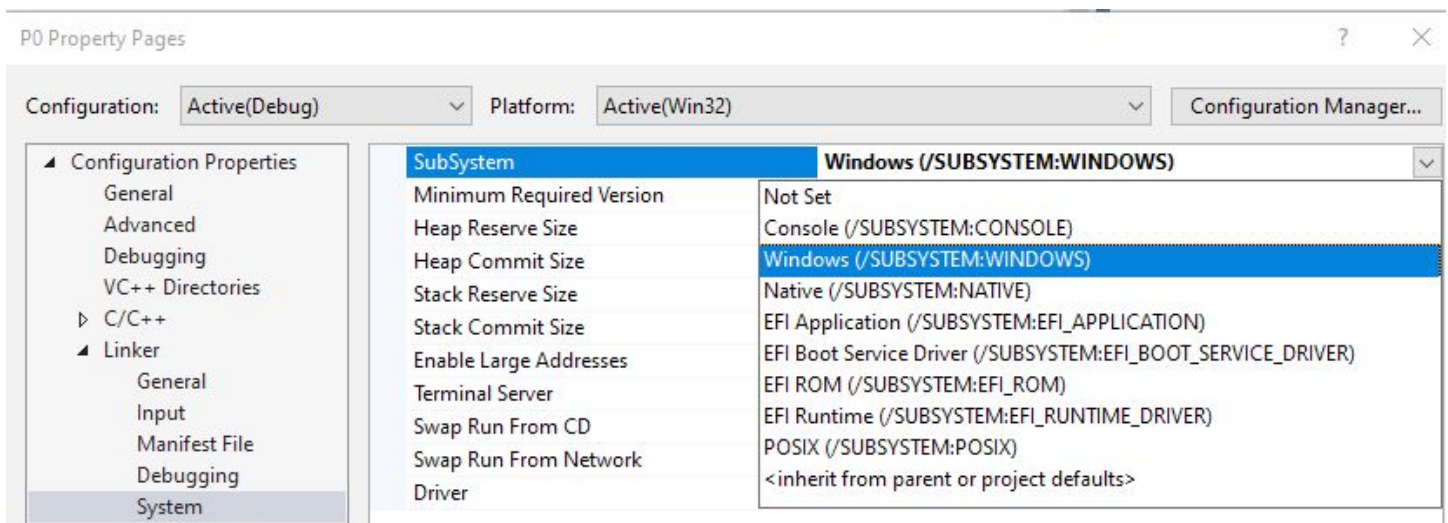 P0 Property Pages ? ×
Configuration: Active(Debug) Platform: Active(Win32) Configuration Manager...
Configuration Properties
General
Advanced
Debugging
VC++ Directories
C/C++
Linker
General
Input
Manifest File
Debugging
System
SubSystem Windows (/SUBSYSTEM:WINDOWS)
Minimum Required Version
Heap Reserve Size
Heap Commit Size
Stack Reserve Size
Stack Commit Size
Enable Large Addresses
Terminal Server
Swap Run From CD
Swap Run From Network
Driver
Not Set
Console (/SUBSYSTEM:CONSOLE)
Windows (/SUBSYSTEM:WINDOWS)
Native (/SUBSYSTEM:NATIVE)
EFI Application (/SUBSYSTEM:EFI_APPLICATION)
EFI Boot Service Driver (/SUBSYSTEM:EFI_BOOT_SERVICE_DRIVER)
EFI ROM (/SUBSYSTEM:EFI_ROM)
EFI Runtime (/SUBSYSTEM:EFI_RUNTIME_DRIVER)
POSIX (/SUBSYSTEM:POSIX)
<inherit from parent or project defaults>